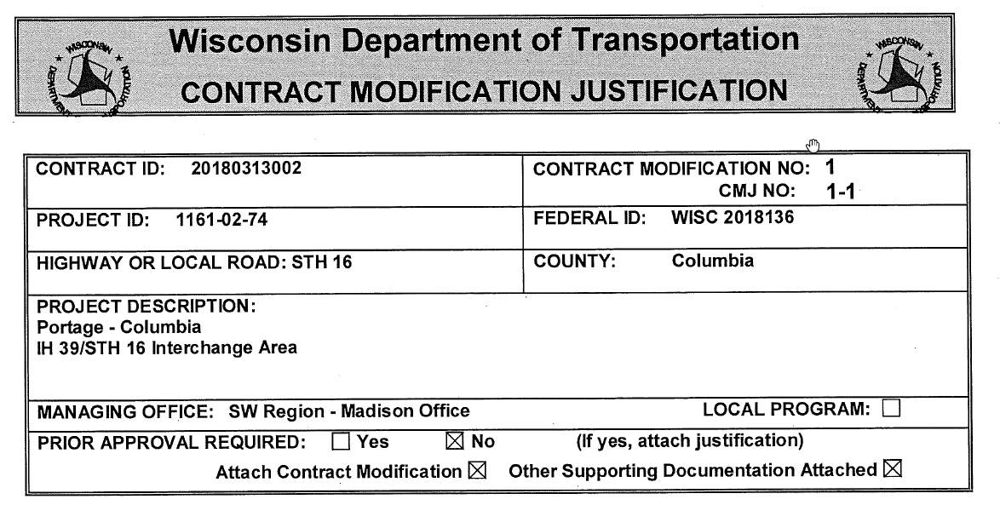 Wisconsin Department of Transportation
CONTRACT MODIFICATION JUSTIFICATION
WISCONSIN
WISCONSIN
CONTRACT ID: 20180313002
CONTRACT MODIFICATION NO: 1
CMJ NO: 1-1
PROJECT ID: 1161-02-74
FEDERAL ID: WISC 2018136
HIGHWAY OR LOCAL ROAD: STH 16
COUNTY: Columbia
PROJECT DESCRIPTION:
Portage - Columbia
IH 39/STH 16 Interchange Area
MANAGING OFFICE: SW Region - Madison Office
LOCAL PROGRAM: ☐
PRIOR APPROVAL REQUIRED: ☐ Yes ☒ No (If yes, attach justification)
Attach Contract Modification ☒ Other Supporting Documentation Attached ☒